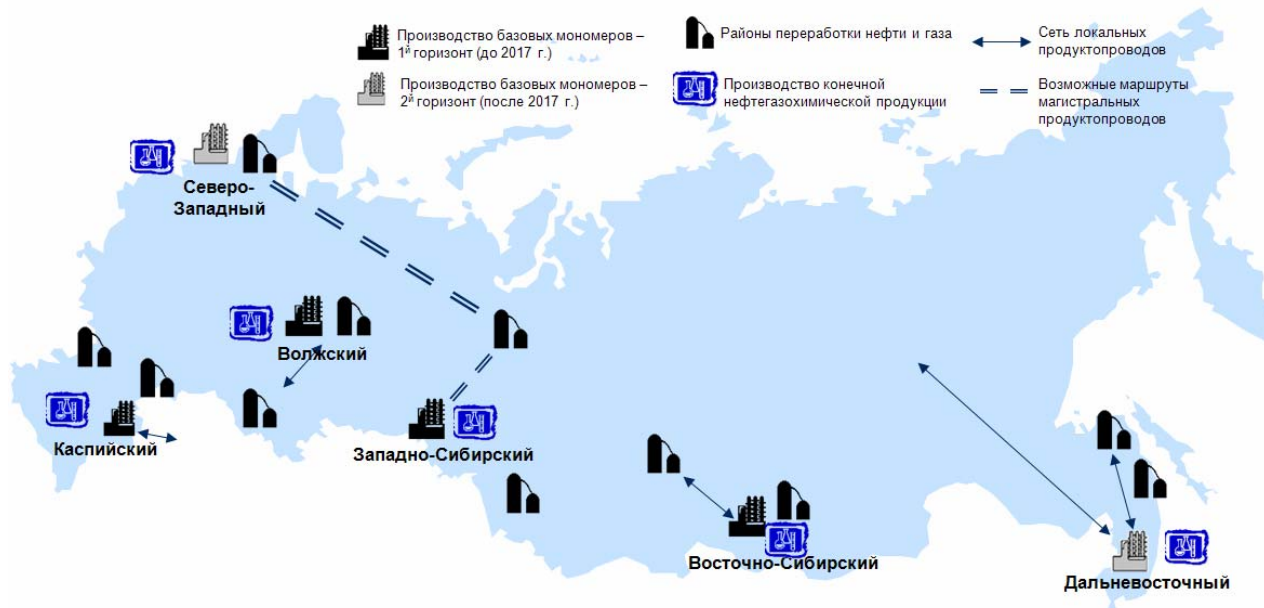 Производство базовых мономеров –
1й горизонт (до 2017 г.)
Производство базовых мономеров –
2й горизонт (после 2017 г.)
Районы переработки нефти и газа
Производство конечной
нефтегазохимической продукции
Сеть локальных
продуктопроводов
Возможные маршруты
магистральных
продуктопроводов
Северо-
Западный
Волжский
Каспийский
Западно-Сибирский
Восточно-Сибирский
Дальневосточный